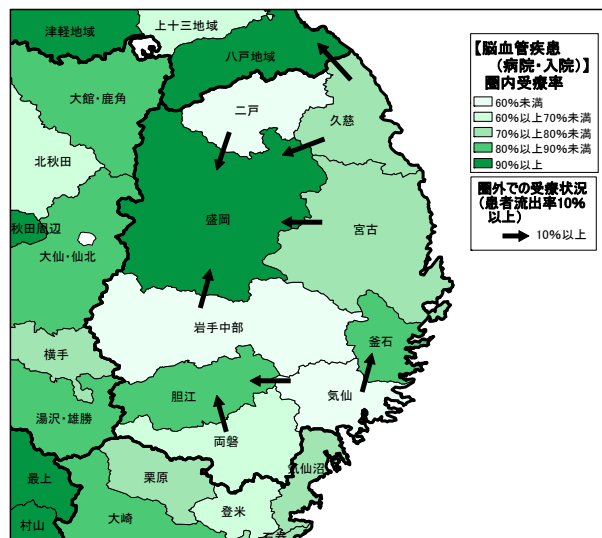 津軽地域
上十三地域
八戸地域
大館・鹿角
二戸
久慈
北秋田
盛岡
宮古
秋田周辺
大仙・仙北
岩手中部
釜石
横手
胆江
気仙
湯沢・雄勝
両磐
最上
栗原
気仙沼
登米
村山
大崎
【脳血管疾患
（病院・入院）】
圏内受療率
60%未満
60%以上70%未満
70%以上80%未満
80%以上90%未満
90%以上
圏外での受療状況
（患者流出率10%
以上）
10%以上